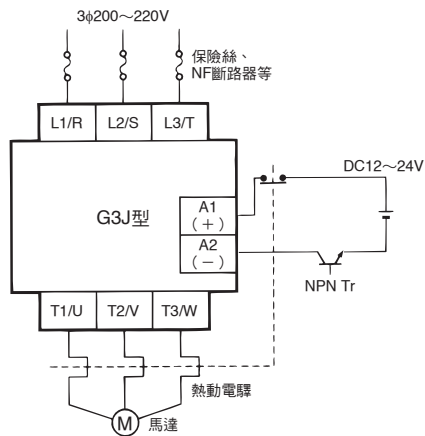 3ϕ200～220V
保險絲、
NF斷路器等
L1/R L2/S L3/T
DC12～24V
G3J型
A1
(+)
A2
(−)
NPN Tr
T1/U T2/V T3/W
熱動電驛
M 馬達